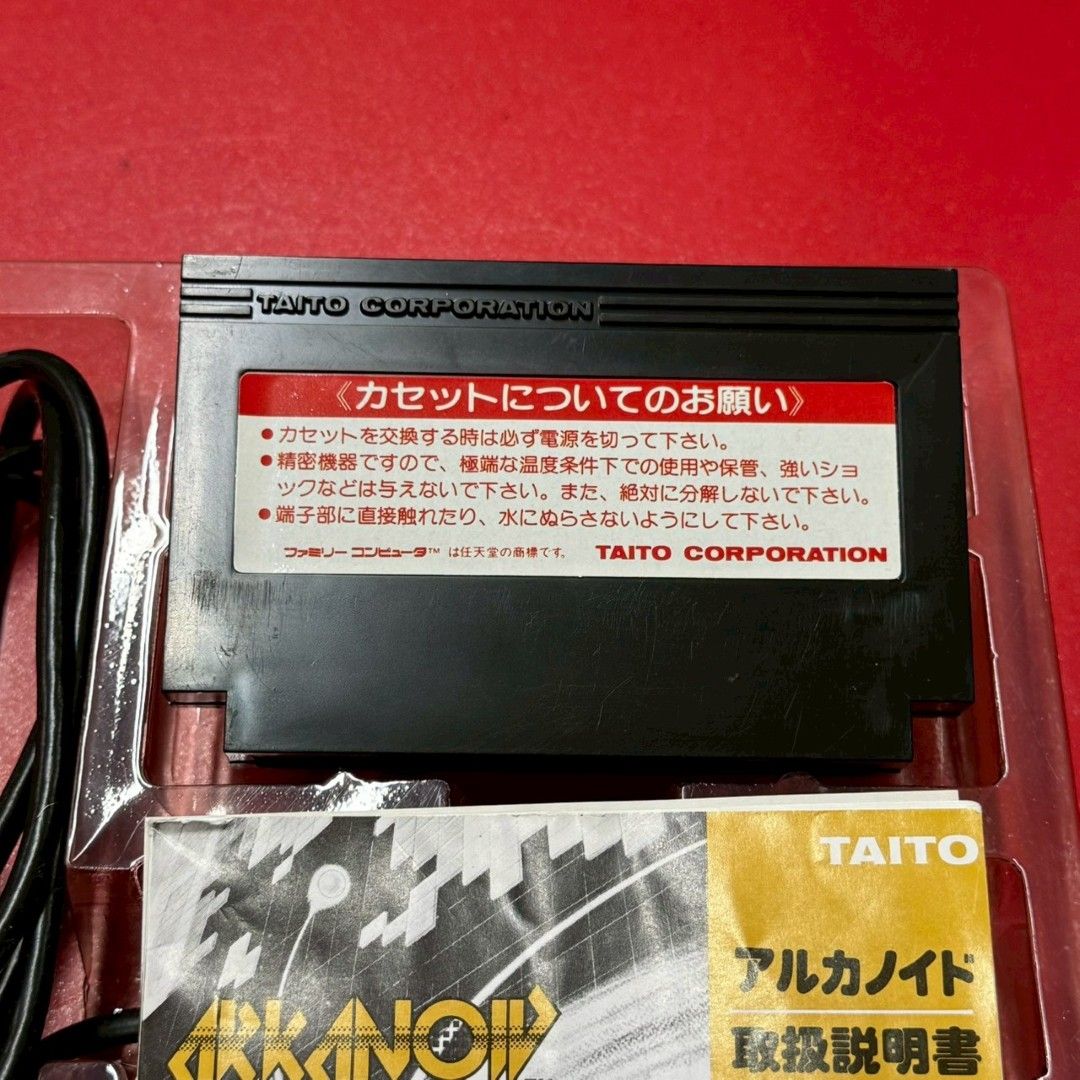 TAITO CORPORATION
《カセットについてのお願い》
●カセットを交換する時は必ず電源を切って下さい。
●精密機器ですので、極端な温度条件下での使用や保管、強いショ
ックなどは与えないで下さい。また、絶対に分解しないで下さい。
●端子部に直接触れたり、水にぬらさないようにして下さい。
ファミリーコンピュータ™ は任天堂の商標です。 TAITO CORPORATION
TAITO
アルカノイド
取扱説明書
ARKANOID